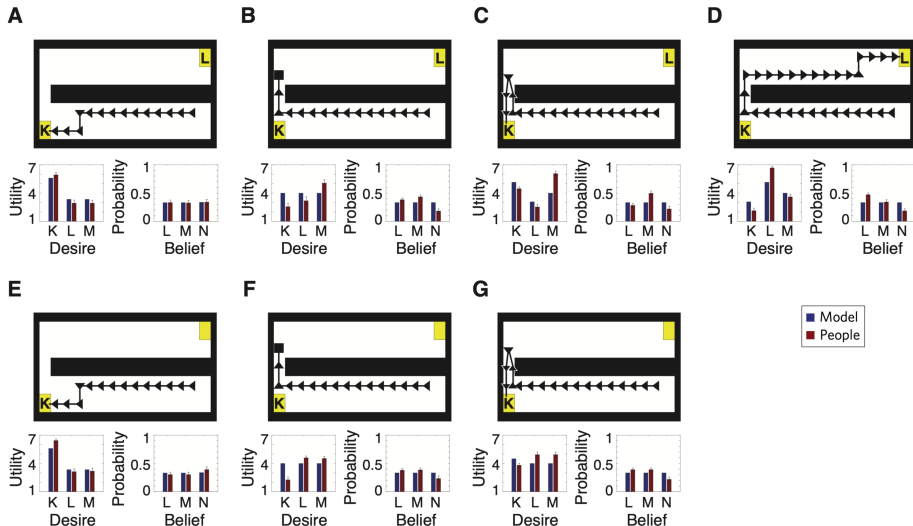 A
B
C
D
L
K
L
K
L
K
L
K
Utility
7
4
1
K L M
Desire
Probability
1
0.5
0
L M N
Belief
Utility
7
4
1
K L M
Desire
Probability
1
0.5
0
L M N
Belief
Utility
7
4
1
K L M
Desire
Probability
1
0.5
0
L M N
Belief
Utility
7
4
1
K L M
Desire
Probability
1
0.5
0
L M N
Belief
E
F
G
K
K
K
Model
People
Utility
7
4
1
K L M
Desire
Probability
1
0.5
0
L M N
Belief
Utility
7
4
1
K L M
Desire
Probability
1
0.5
0
L M N
Belief
Utility
7
4
1
K L M
Desire
Probability
1
0.5
0
L M N
Belief